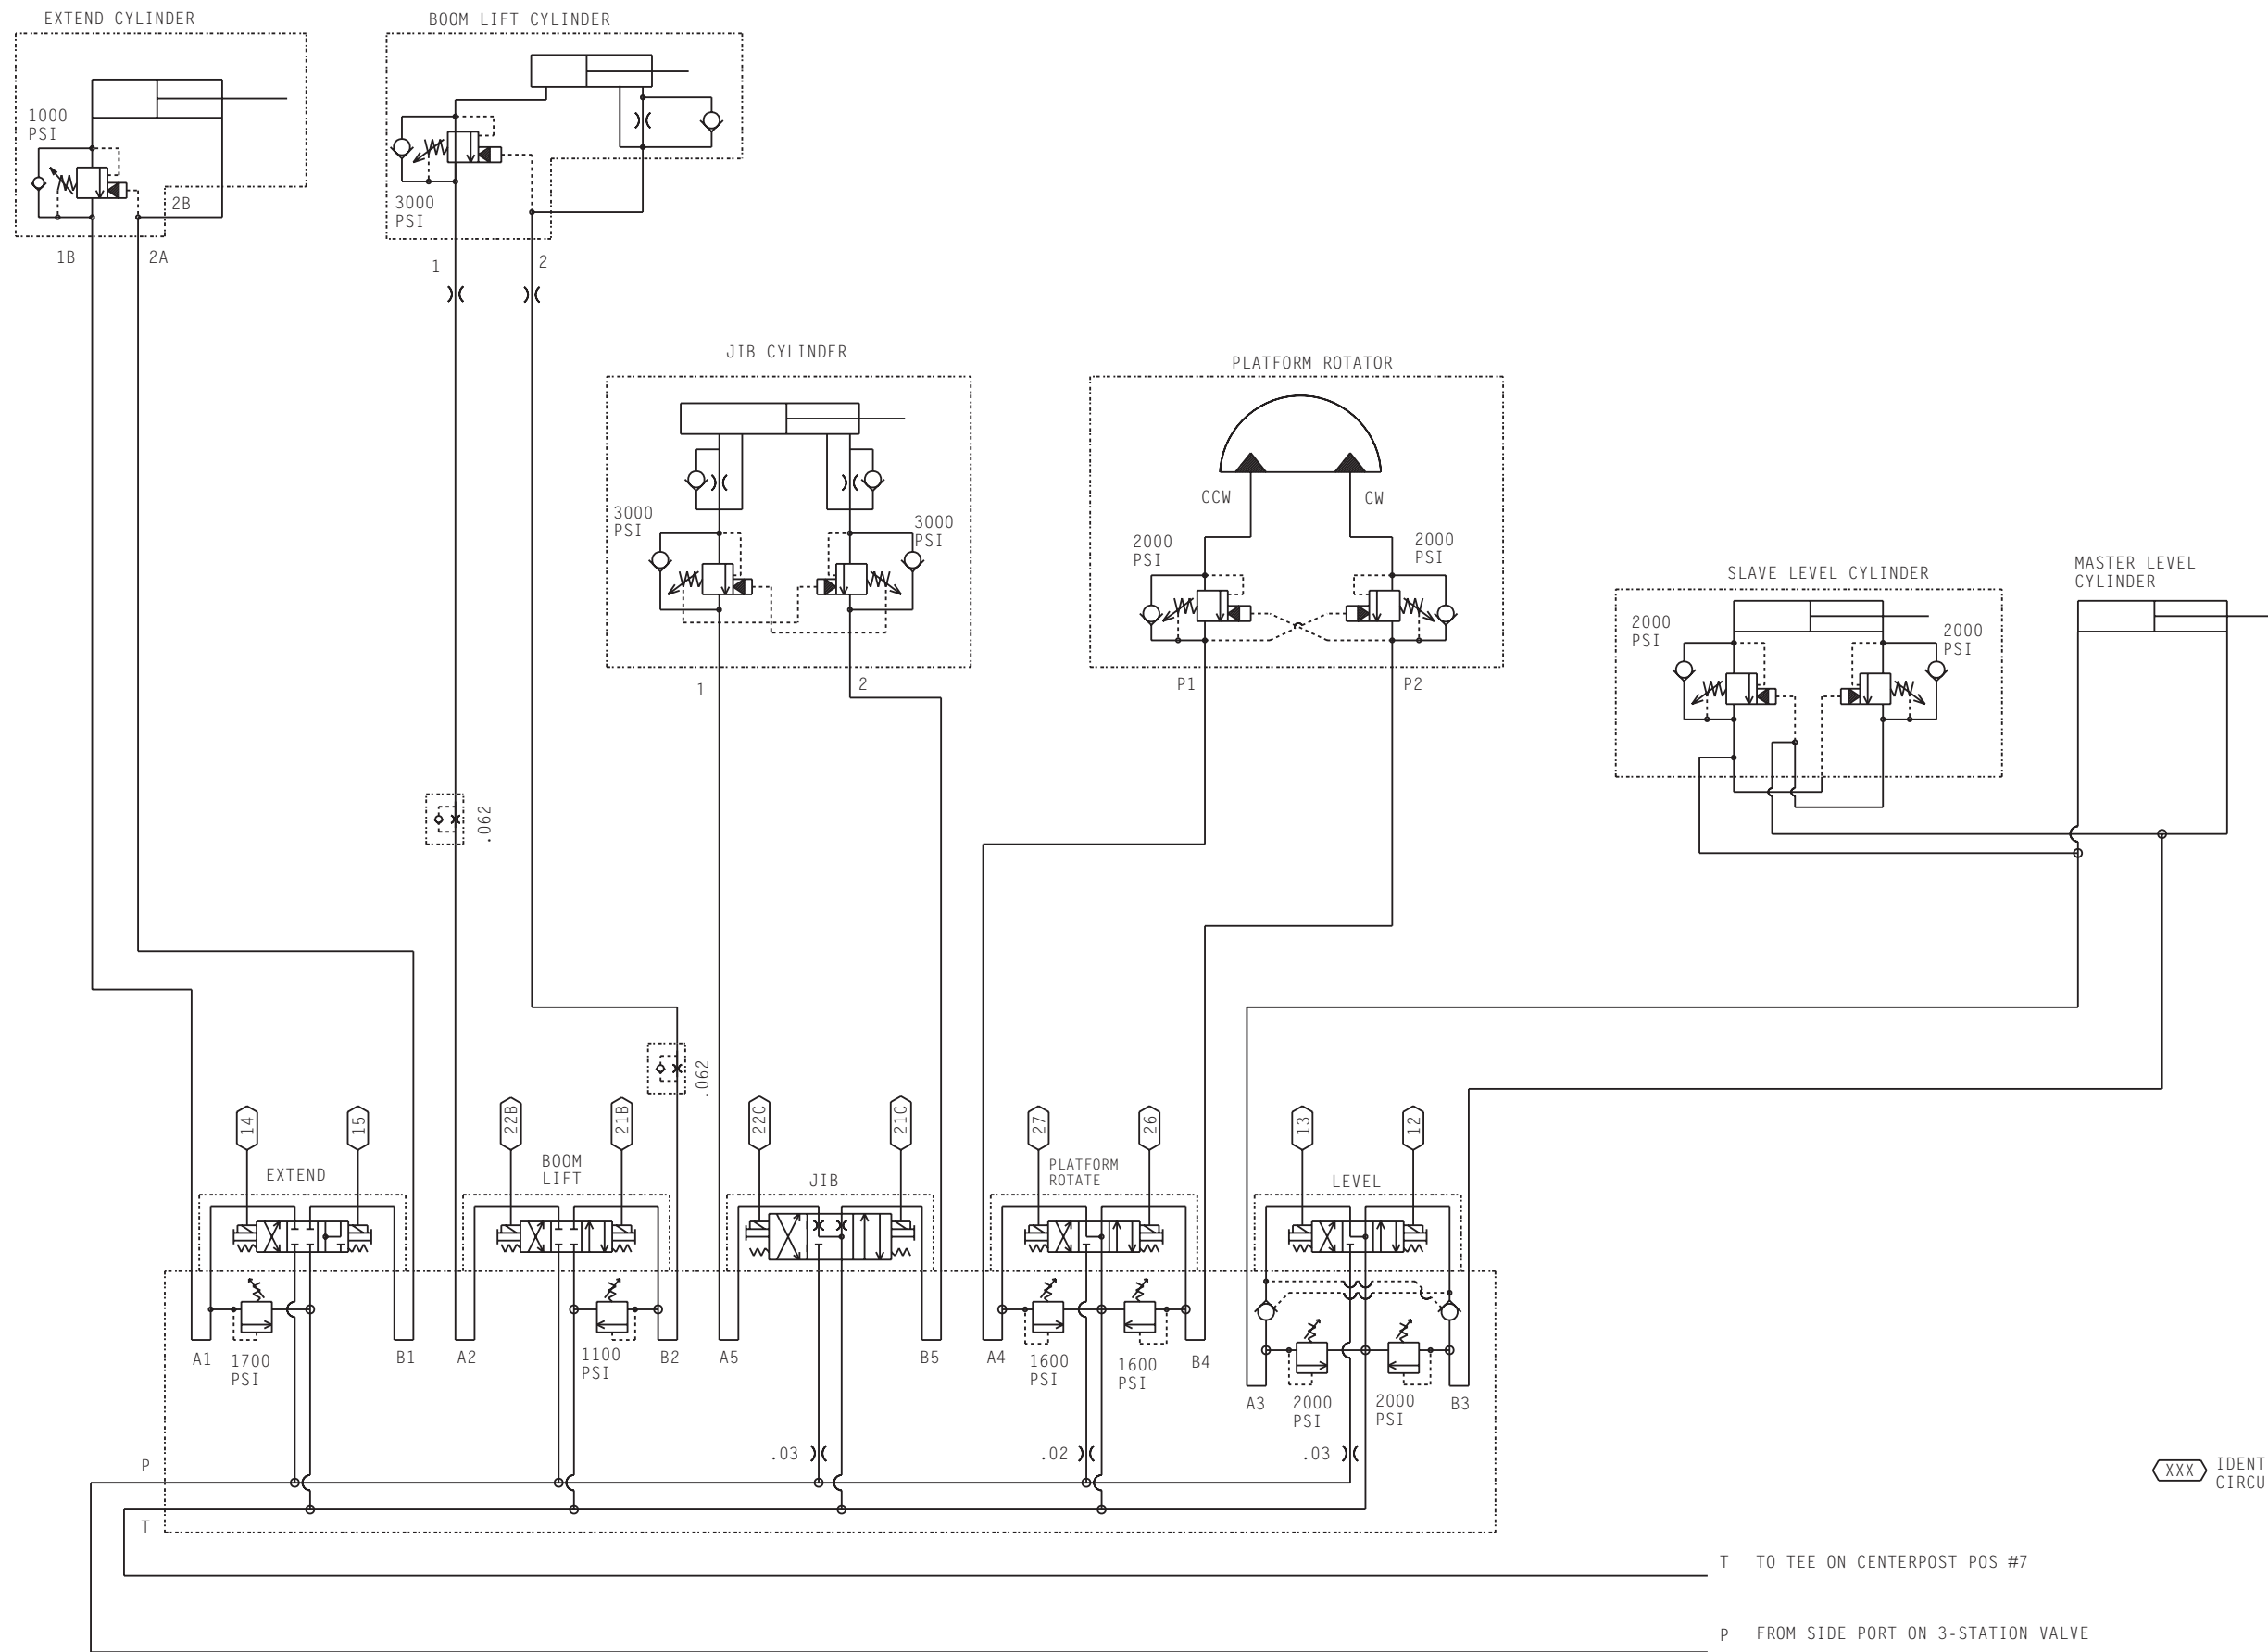 EXTEND CYLINDER
BOOM LIFT CYLINDER
1000
PSI
3000
PSI
2B
1B
2A
1
2
JIB CYLINDER
PLATFORM ROTATOR
CCW
CW
3000
PSI
3000
PSI
2000
PSI
2000
PSI
SLAVE LEVEL CYLINDER
MASTER LEVEL
CYLINDER
2000
PSI
2000
PSI
1
2
P1
P2
.062
.062
14
15
22B
21B
22C
21C
27
26
13
12
EXTEND
BOOM
LIFT
JIB
PLATFORM
ROTATE
LEVEL
A1
1700
PSI
B1
A2
1100
PSI
B2
A5
B5
A4
1600
PSI
1600
PSI
B4
A3
2000
PSI
2000
PSI
B3
.03
.02
.03
P
T
XXX
IDENT
CIRCU
T TO TEE ON CENTERPOST POS #7
P FROM SIDE PORT ON 3-STATION VALVE